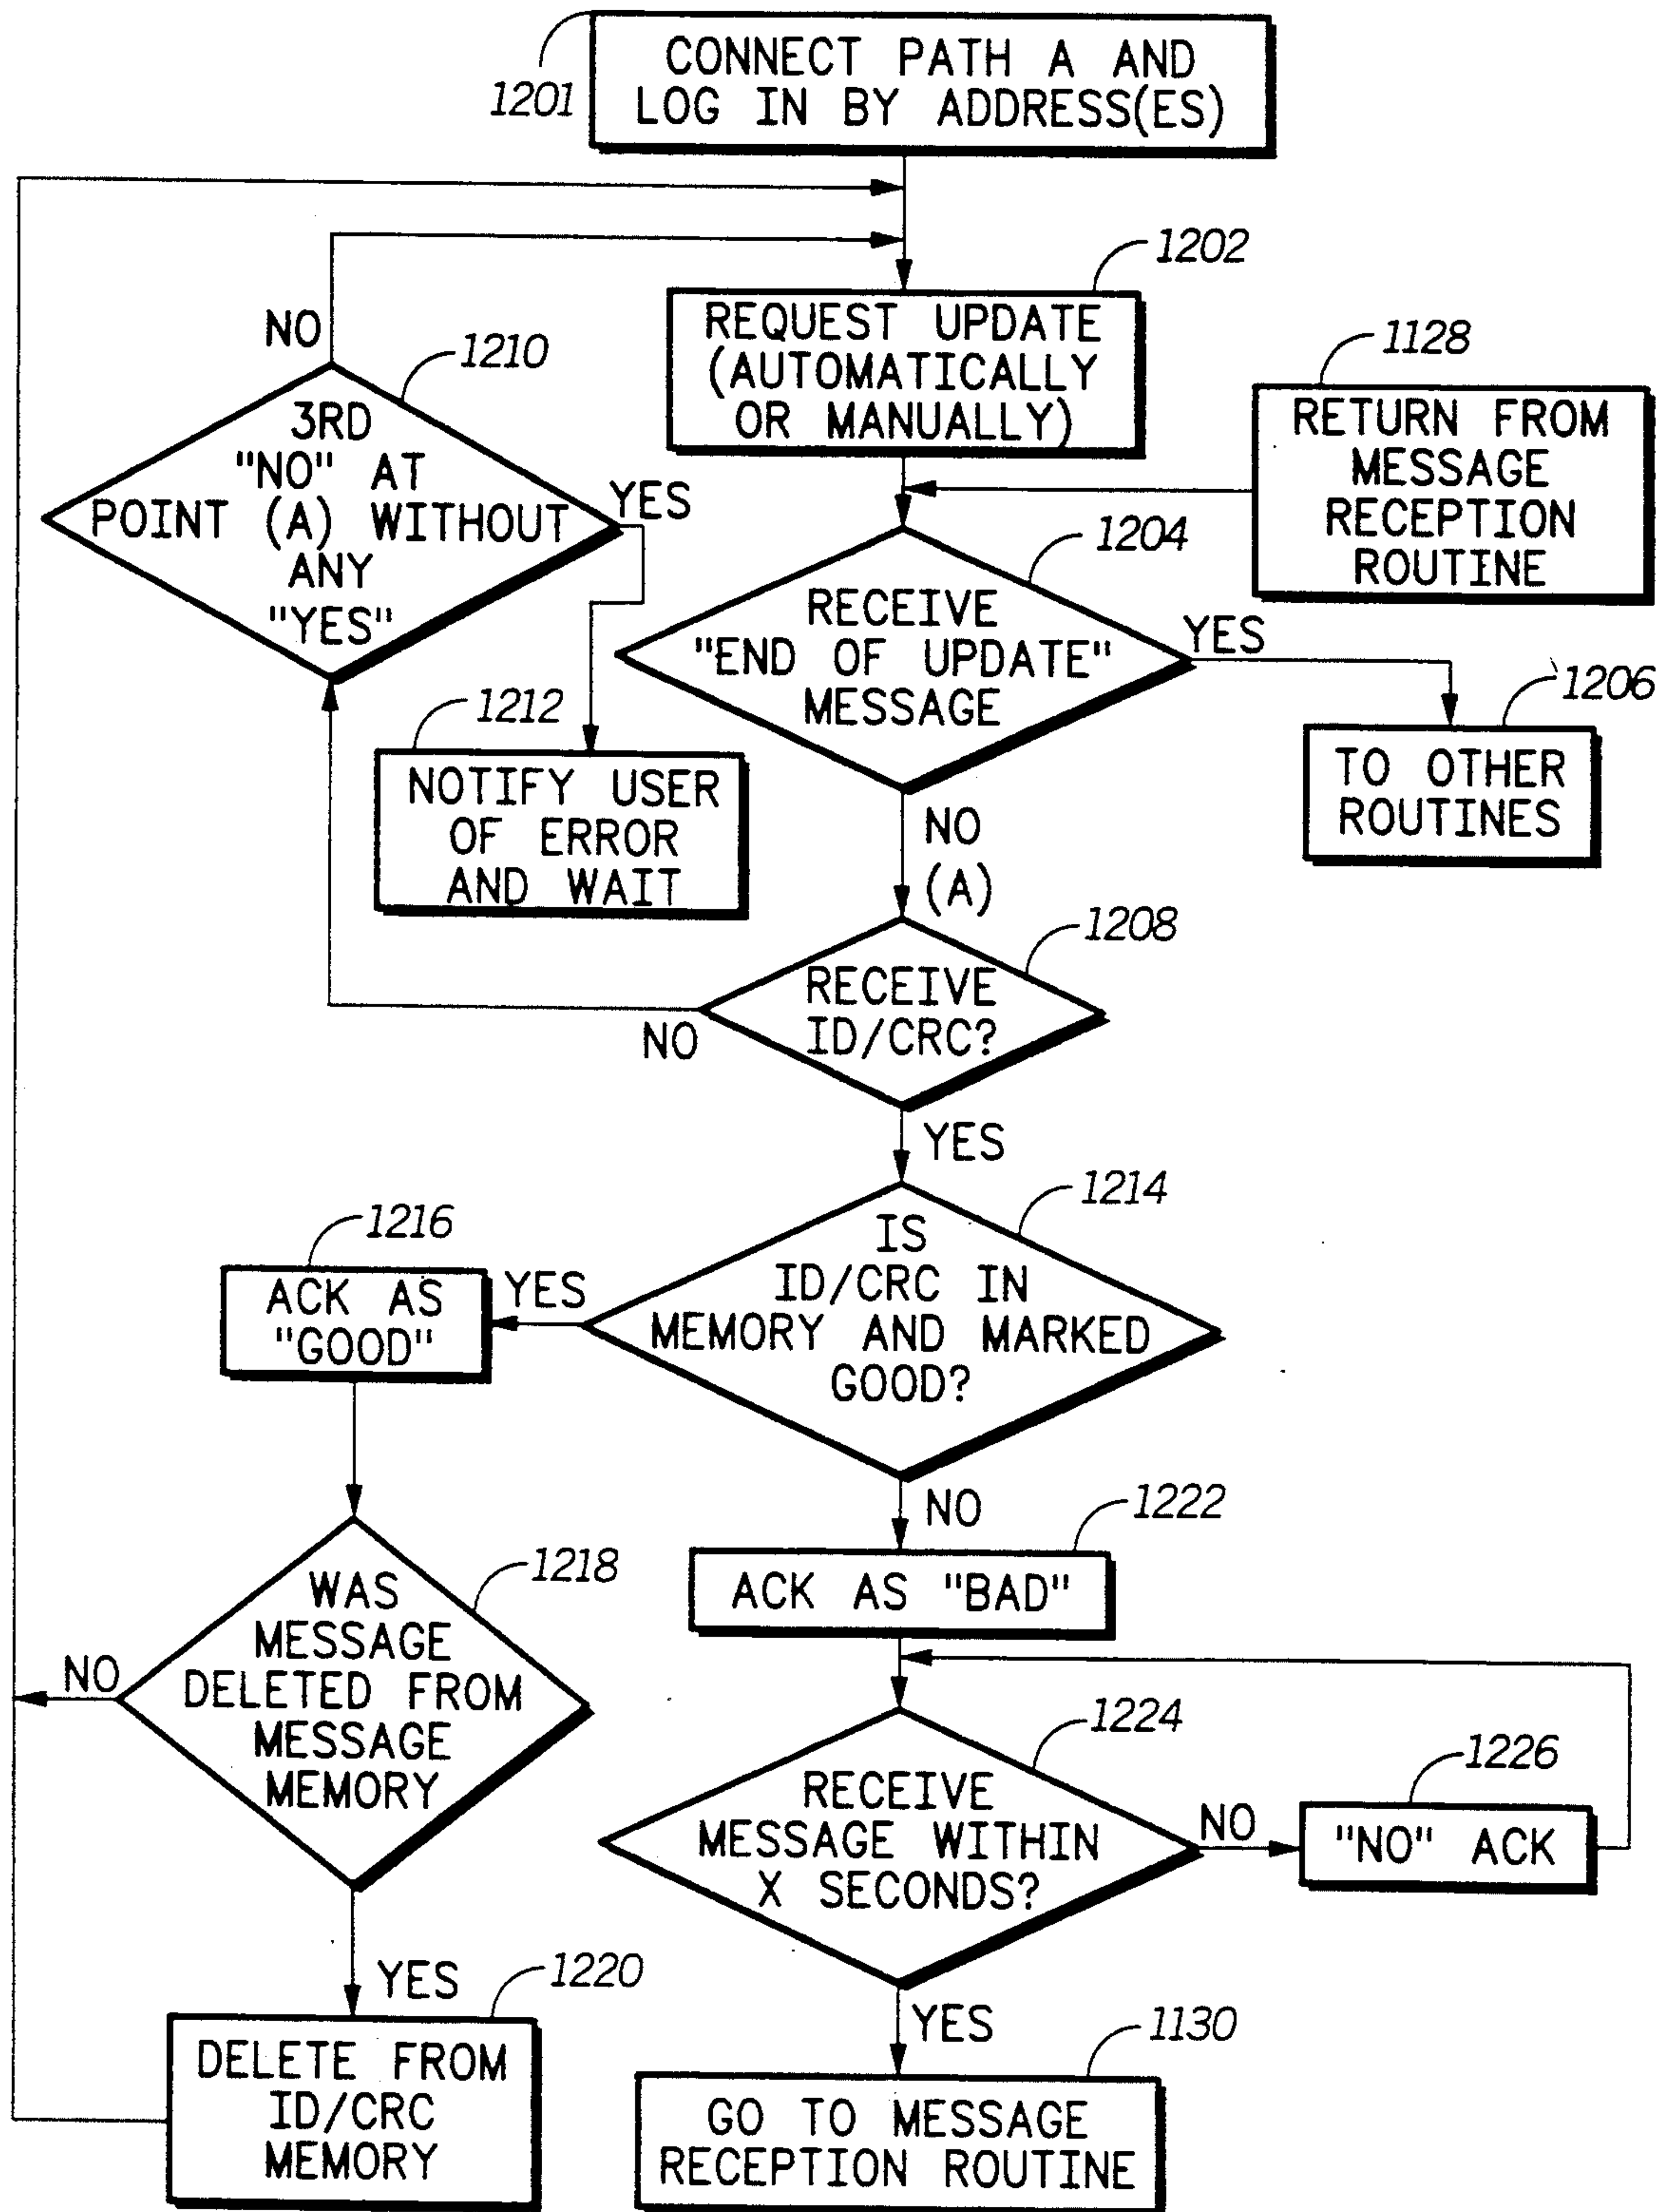 CONNECT PATH A AND
LOG IN BY ADDRESS(ES)
1201
1202
REQUEST UPDATE
(AUTOMATICALLY
OR MANUALLY)
NO
1210
3RD
"NO" AT
POINT (A) WITHOUT
ANY
"YES"
YES
1128
RETURN FROM
MESSAGE
RECEPTION
ROUTINE
1204
RECEIVE
"END OF UPDATE"
MESSAGE
YES
1206
TO OTHER
ROUTINES
1212
NOTIFY USER
OF ERROR
AND WAIT
NO
(A)
1208
RECEIVE
ID/CRC?
NO
YES
1214
IS
ID/CRC IN
MEMORY AND MARKED
GOOD?
YES
1216
ACK AS
"GOOD"
NO
1222
ACK AS "BAD"
1218
WAS
MESSAGE
DELETED FROM
MESSAGE
MEMORY
NO
YES
1224
RECEIVE
MESSAGE WITHIN
X SECONDS?
NO
1226
"NO" ACK
1220
DELETE FROM
ID/CRC
MEMORY
YES
1130
GO TO MESSAGE
RECEPTION ROUTINE